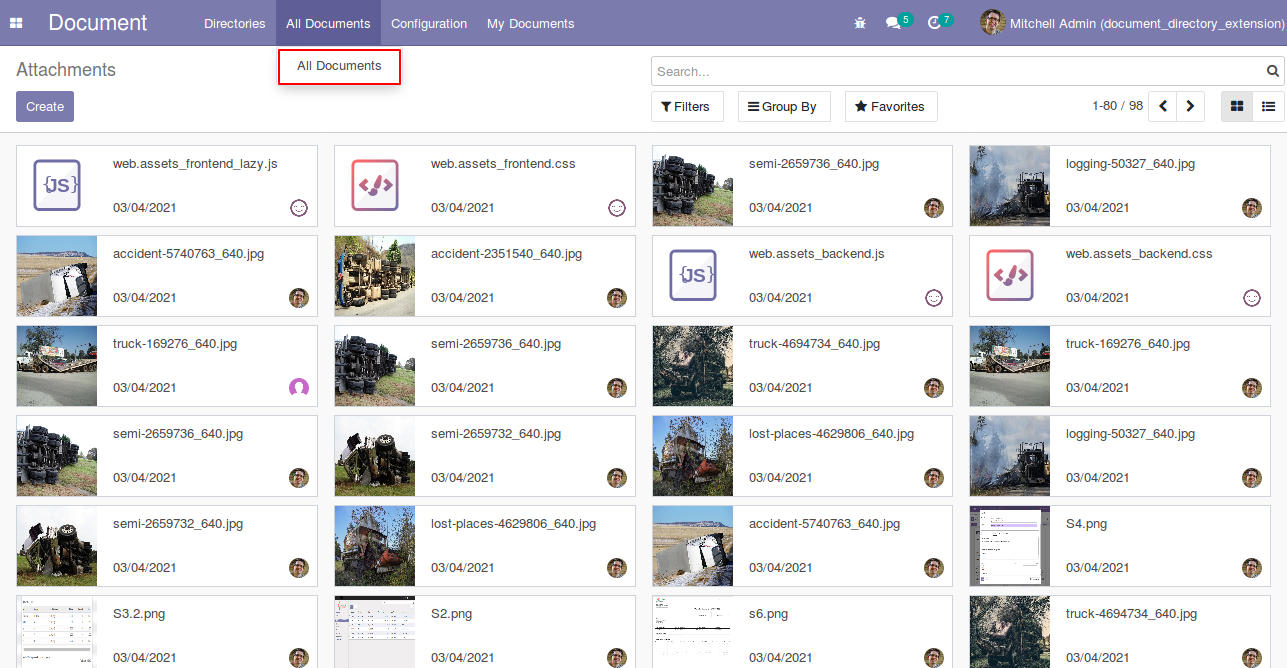 Document
Directories
All Documents
Configuration
My Documents
5
7
Mitchell Admin (document_directory_extension)
All Documents
Attachments
Search...
Create
Filters
Group By
Favorites
1-80 / 98
{JS}
web.assets_frontend_lazy.js
03/04/2021
web.assets_frontend.css
03/04/2021
semi-2659736_640.jpg
03/04/2021
logging-50327_640.jpg
03/04/2021
accident-5740763_640.jpg
03/04/2021
accident-2351540_640.jpg
03/04/2021
{JS}
web.assets_backend.js
03/04/2021
web.assets_backend.css
03/04/2021
truck-169276_640.jpg
03/04/2021
semi-2659736_640.jpg
03/04/2021
truck-4694734_640.jpg
03/04/2021
truck-169276_640.jpg
03/04/2021
semi-2659736_640.jpg
03/04/2021
semi-2659732_640.jpg
03/04/2021
lost-places-4629806_640.jpg
03/04/2021
logging-50327_640.jpg
03/04/2021
semi-2659732_640.jpg
03/04/2021
lost-places-4629806_640.jpg
03/04/2021
accident-5740763_640.jpg
03/04/2021
S4.png
03/04/2021
S3.2.png
03/04/2021
S2.png
03/04/2021
s6.png
03/04/2021
truck-4694734_640.jpg
03/04/2021